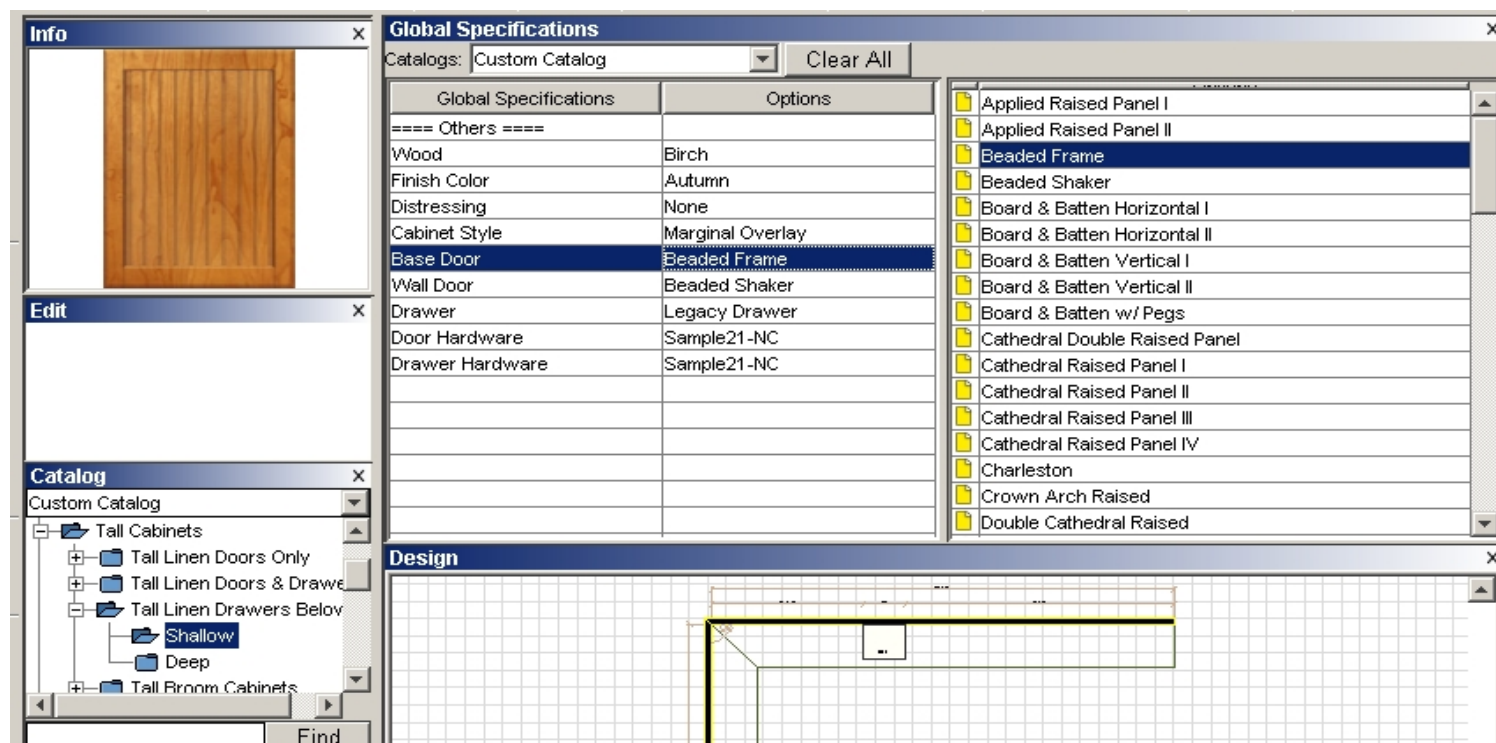 Info x
Edit x
Catalog x
Custom Catalog
Tall Cabinets
Tall Linen Doors Only
Tall Linen Doors & Drawe
Tall Linen Drawers Below
Shallow
Deep
Tall Broom Cabinets
Find
Global Specifications x
Catalogs: Custom Catalog Clear All
Global Specifications Options
==== Others ====
Wood Birch
Finish Color Autumn
Distressing None
Cabinet Style Marginal Overlay
Base Door Beaded Frame
Wall Door Beaded Shaker
Drawer Legacy Drawer
Door Hardware Sample21-NC
Drawer Hardware Sample21-NC
Applied Raised Panel I
Applied Raised Panel II
Beaded Frame
Beaded Shaker
Board & Batten Horizontal I
Board & Batten Horizontal II
Board & Batten Vertical I
Board & Batten Vertical II
Board & Batten w/ Pegs
Cathedral Double Raised Panel
Cathedral Raised Panel I
Cathedral Raised Panel II
Cathedral Raised Panel III
Cathedral Raised Panel IV
Charleston
Crown Arch Raised
Double Cathedral Raised
Design x